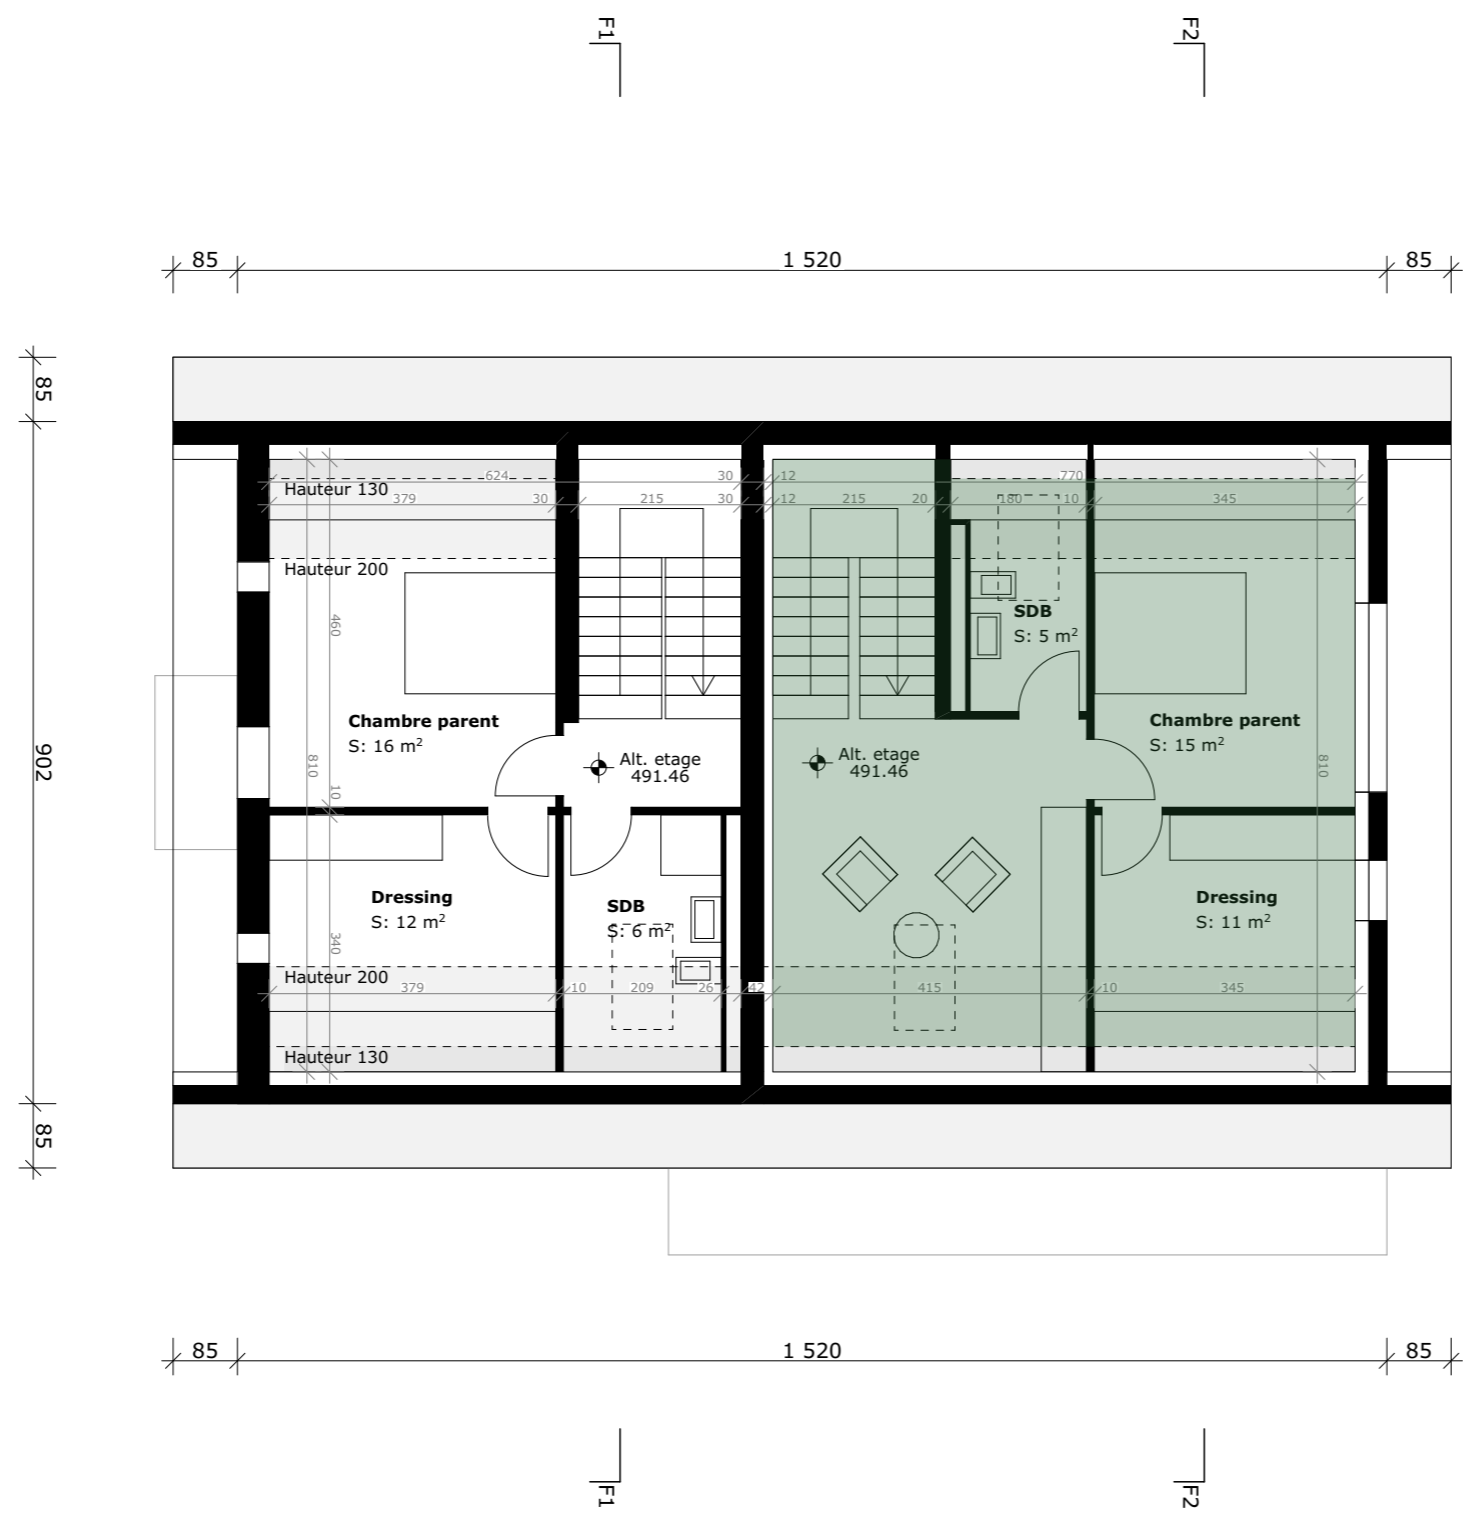 F1
F2
85
1 520
85
85
902
85
624
30
12
770
Hauteur 130
379
30
215
30
12
215
20
180
10
345
Hauteur 200
460
SDB
S: 5 m²
Chambre parent
S: 16 m²
Chambre parent
S: 15 m²
Alt. etage
491.46
Alt. etage
491.46
810
10
810
Dressing
S: 12 m²
SDB
S: 6 m²
Dressing
S: 11 m²
340
Hauteur 200
379
10
209
26
42
415
10
345
Hauteur 130
85
1 520
85
F1
F2